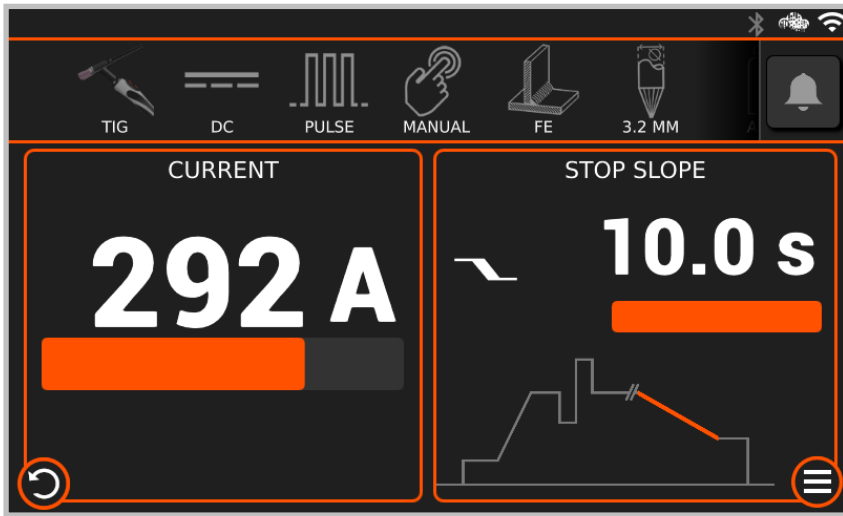 TIG DC PULSE MANUAL FE 3.2 MM
CURRENT
292 A
STOP SLOPE
10.0 s